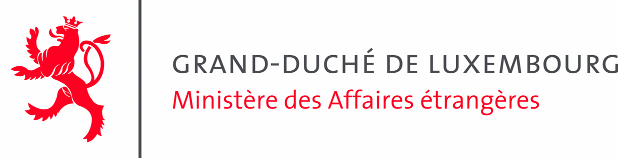 GRAND-DUCHÉ DE LUXEMBOURG
Ministère des Affaires étrangères